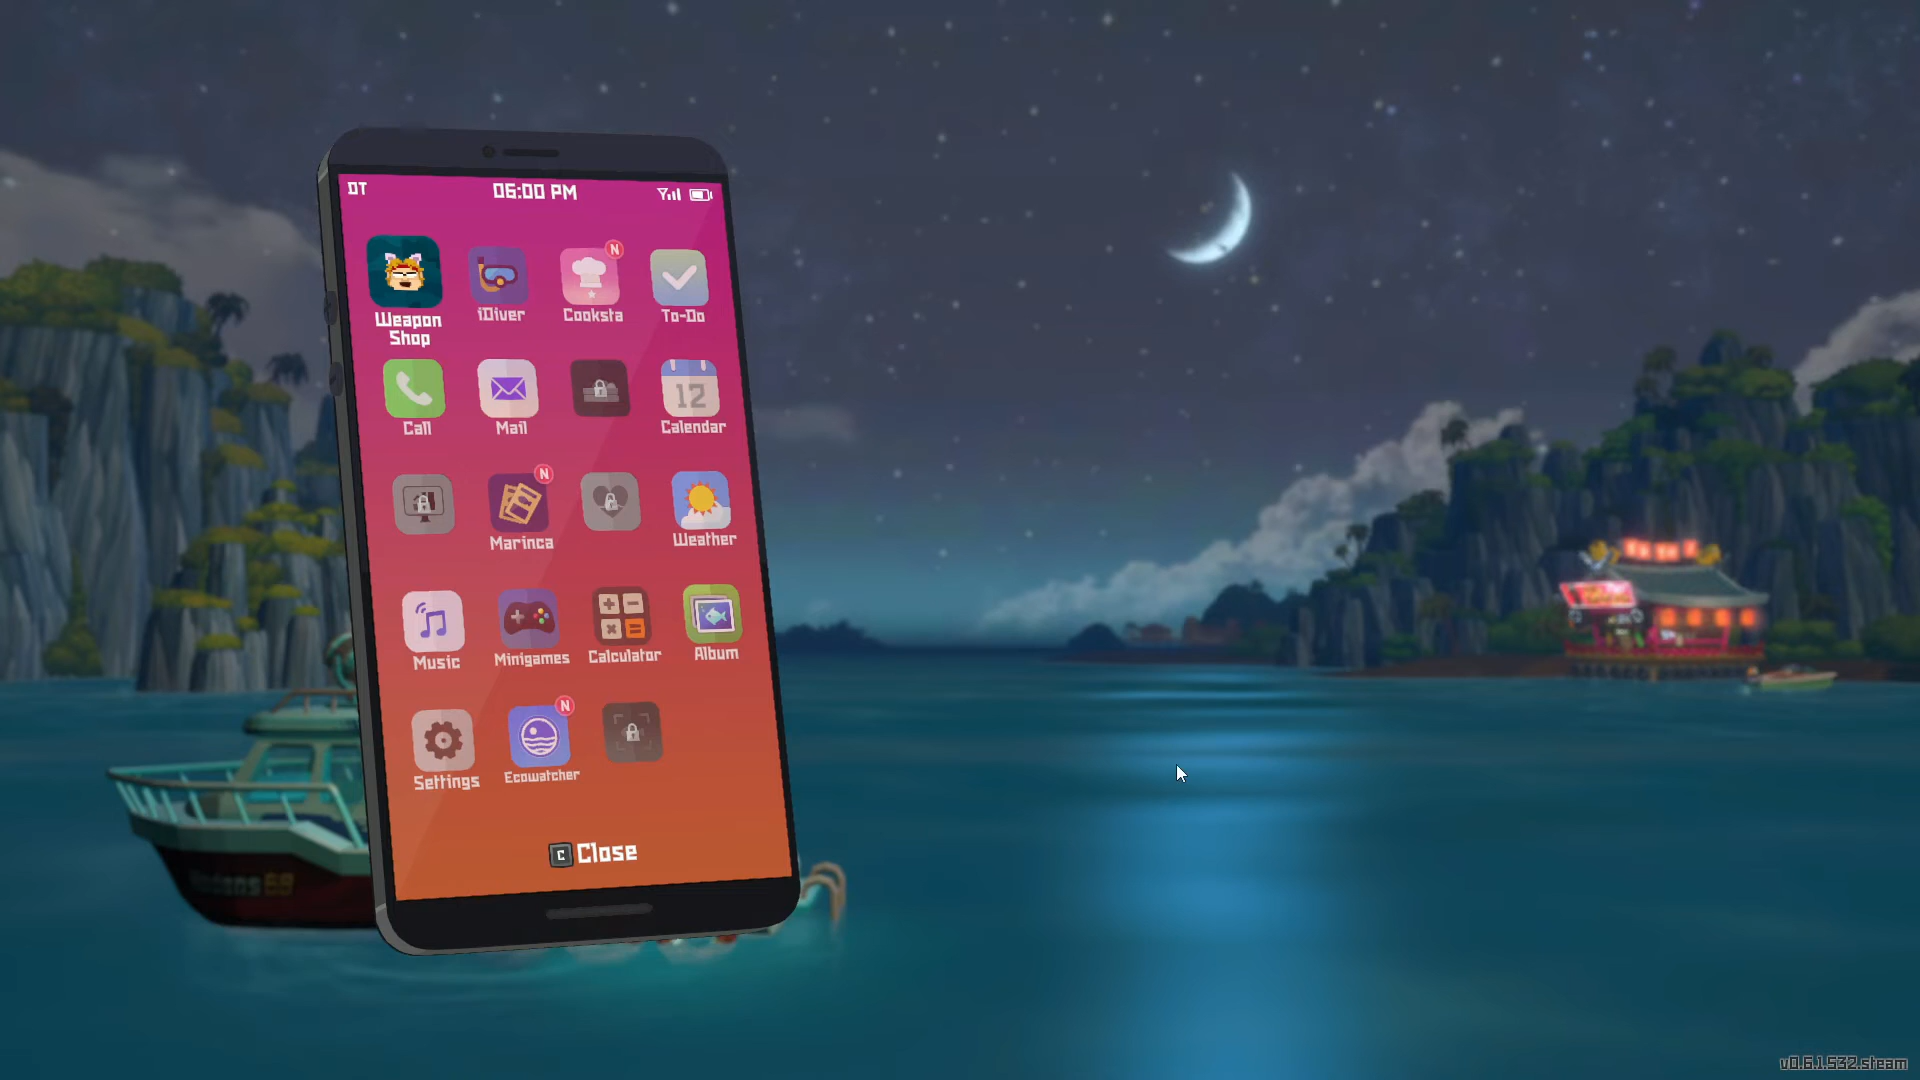 DT
06:00 PM
N
Weapon
Shop
iDiver
Cooksta
To-Do
12
Call
Mail
Calendar
N
Marinca
Weather
Music
Minigames
Calculator
Album
N
Settings
Ecowatcher
C Close
v0.6.1.532.steam